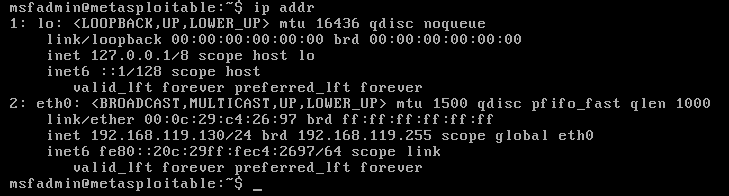 msfadmin@metasploitable:~$ ip addr
1: lo: <LOOPBACK,UP,LOWER_UP> mtu 16436 qdisc noqueue
    link/loopback 00:00:00:00:00:00 brd 00:00:00:00:00:00
    inet 127.0.0.1/8 scope host lo
    inet6 ::1/128 scope host
       valid_lft forever preferred_lft forever
2: eth0: <BROADCAST,MULTICAST,UP,LOWER_UP> mtu 1500 qdisc pfifo_fast qlen 1000
    link/ether 00:0c:29:c4:26:97 brd ff:ff:ff:ff:ff:ff
    inet 192.168.119.130/24 brd 192.168.119.255 scope global eth0
    inet6 fe80::20c:29ff:fec4:2697/64 scope link
       valid_lft forever preferred_lft forever
msfadmin@metasploitable:~$ _